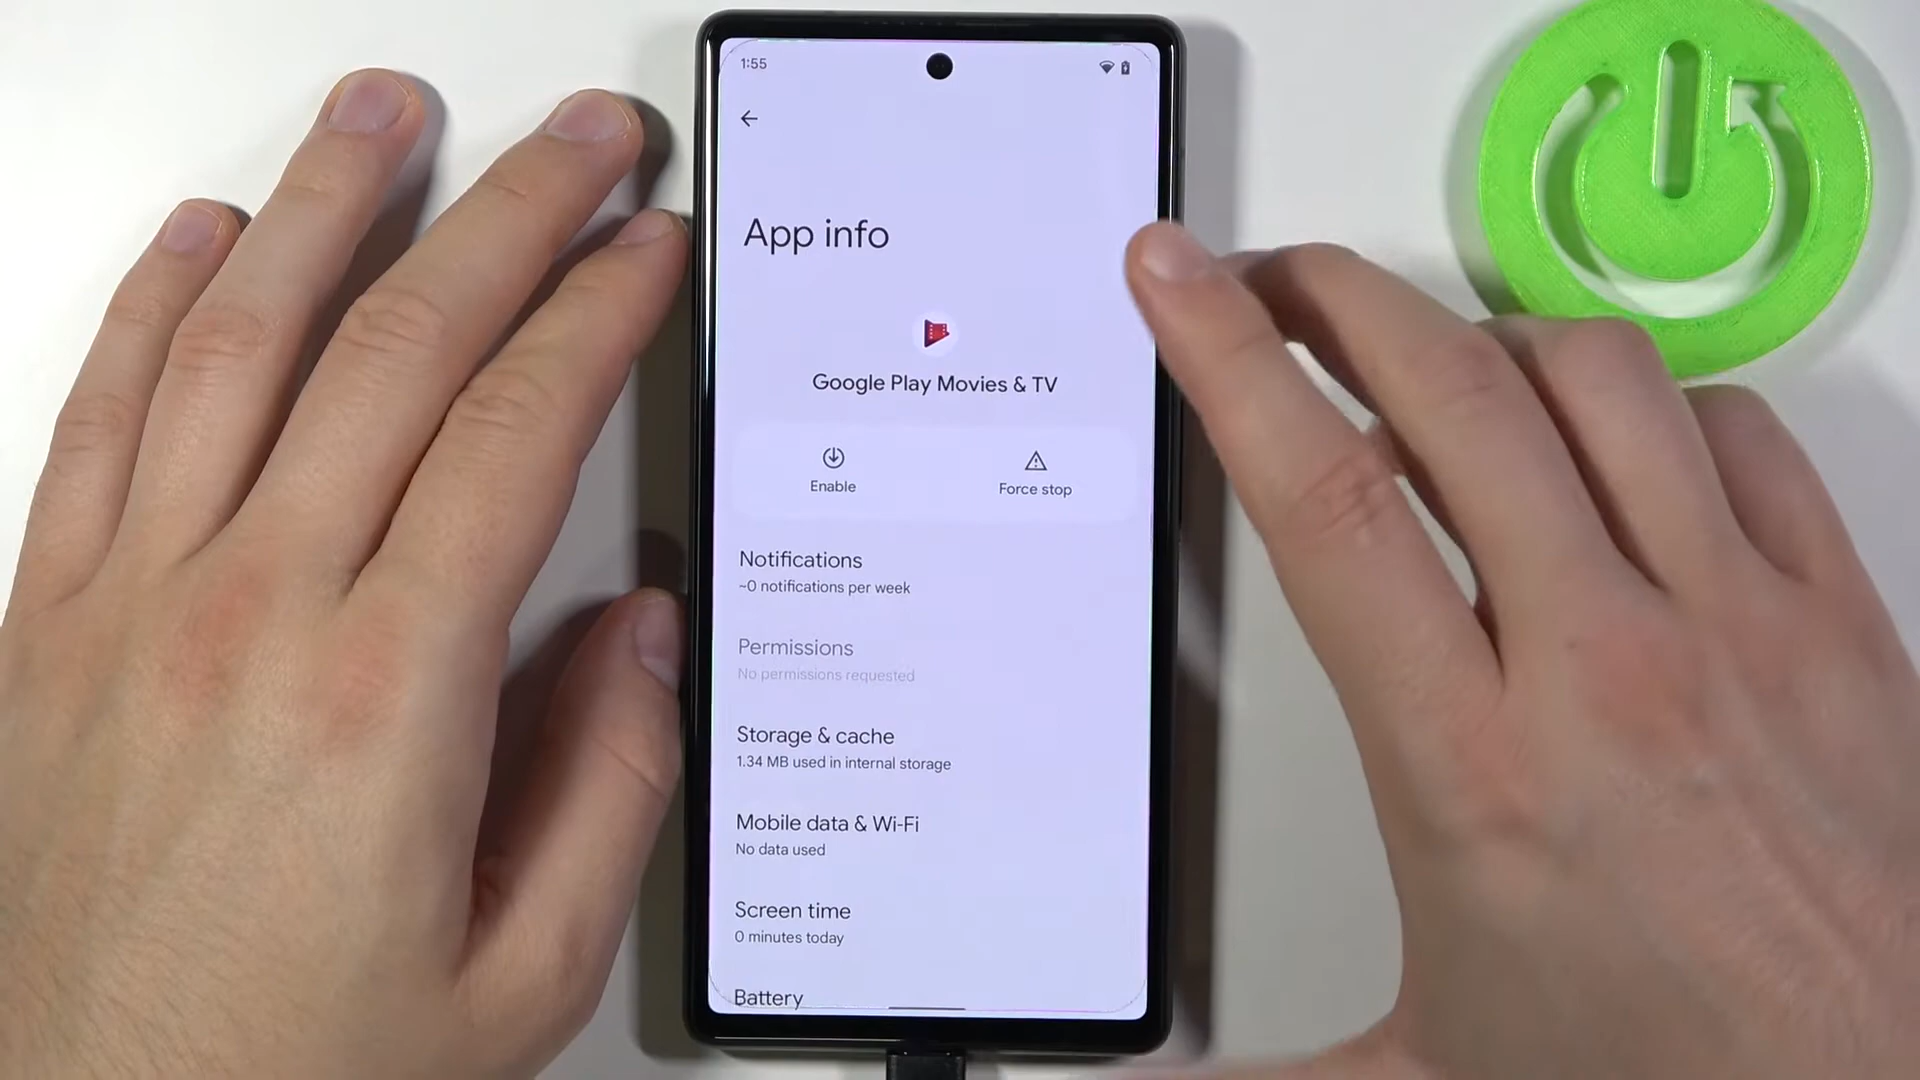 1:55
App info
Google Play Movies & TV
Enable
Force stop
Notifications
~0 notifications per week
Permissions
No permissions requested
Storage & cache
1.34 MB used in internal storage
Mobile data & Wi-Fi
No data used
Screen time
0 minutes today
Battery